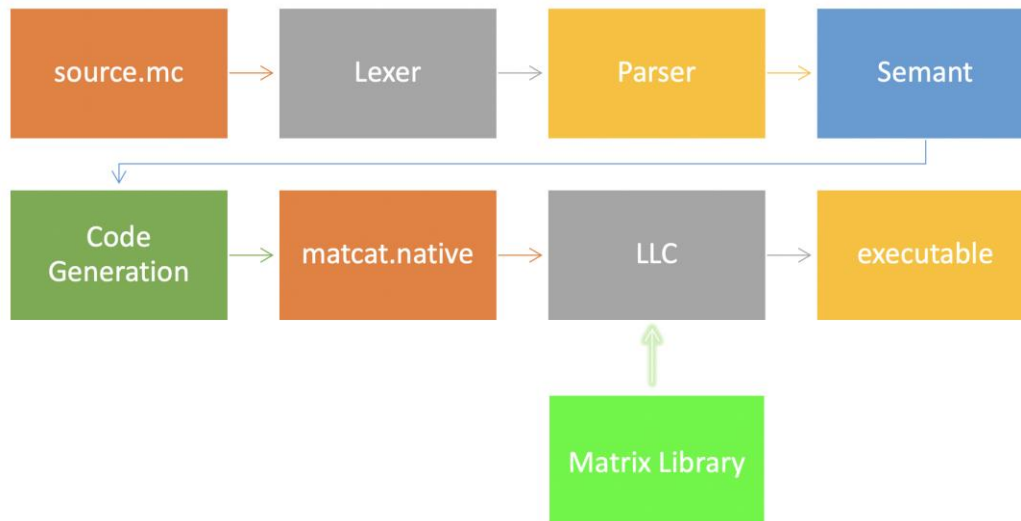 source.mc
Lexer
Parser
Semant
Code
Generation
matcat.native
LLC
executable
Matrix Library